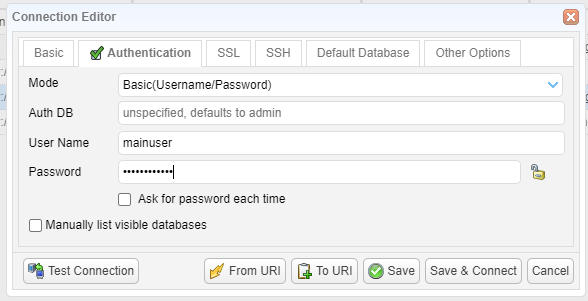 Connection Editor
Basic Authentication SSL SSH Default Database Other Options
Mode Basic(Username/Password)
Auth DB unspecified, defaults to admin
User Name mainuser
Password ••••••••••••
Ask for password each time
Manually list visible databases
Test Connection From URI To URI Save Save & Connect Cancel